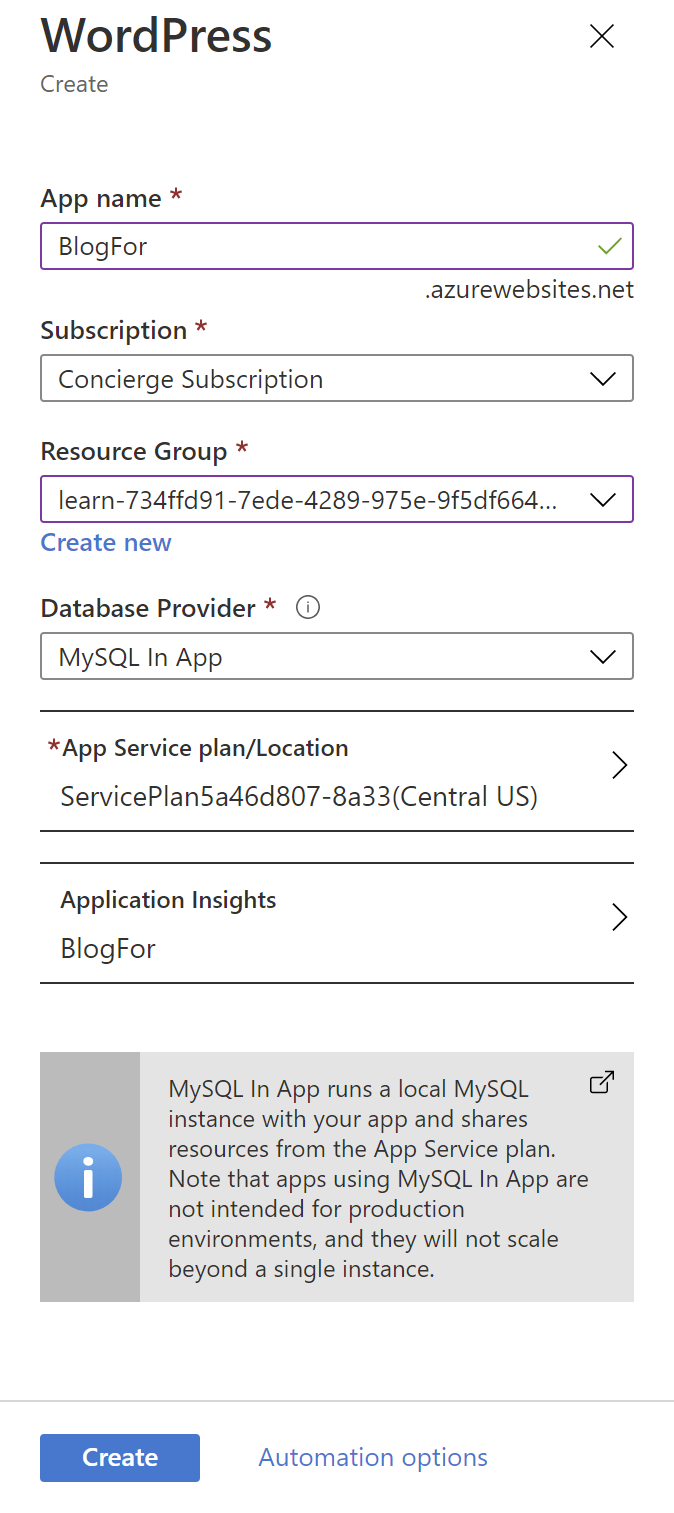 WordPress
Create
App name *
BlogFor
.azurewebsites.net
Subscription *
Concierge Subscription
Resource Group *
learn-734ffd91-7ede-4289-975e-9f5df664...
Create new
Database Provider *
MySQL In App
*App Service plan/Location
ServicePlan5a46d807-8a33(Central US)
Application Insights
BlogFor
MySQL In App runs a local MySQL
instance with your app and shares
resources from the App Service plan.
Note that apps using MySQL In App are
not intended for production
environments, and they will not scale
beyond a single instance.
Create
Automation options